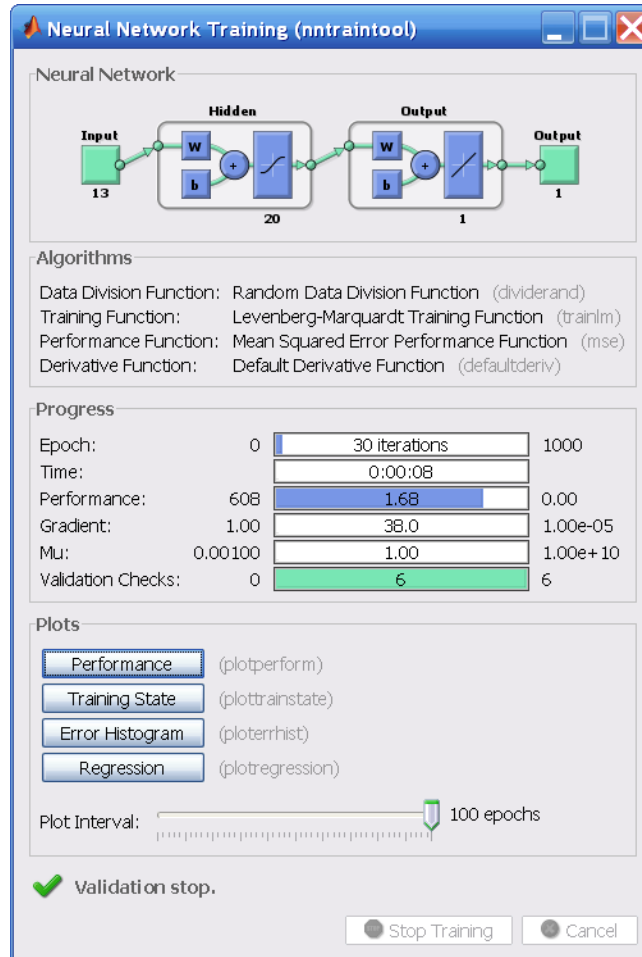 Neural Network Training (nntraintool)
Neural Network
Hidden Output
Input Output
W W
+ +
b b
13 1
20 1
Algorithms
Data Division Function: Random Data Division Function (dividerand)
Training Function: Levenberg-Marquardt Training Function (trainlm)
Performance Function: Mean Squared Error Performance Function (mse)
Derivative Function: Default Derivative Function (defaultderiv)
Progress
Epoch: 0 30 iterations 1000
Time: 0:00:08
Performance: 608 1.68 0.00
Gradient: 1.00 38.0 1.00e-05
Mu: 0.00100 1.00 1.00e+10
Validation Checks: 0 6 6
Plots
Performance (plotperform)
Training State (plottrainstate)
Error Histogram (ploterrhist)
Regression (plotregression)
Plot Interval: 100 epochs
Validation stop.
Stop Training Cancel